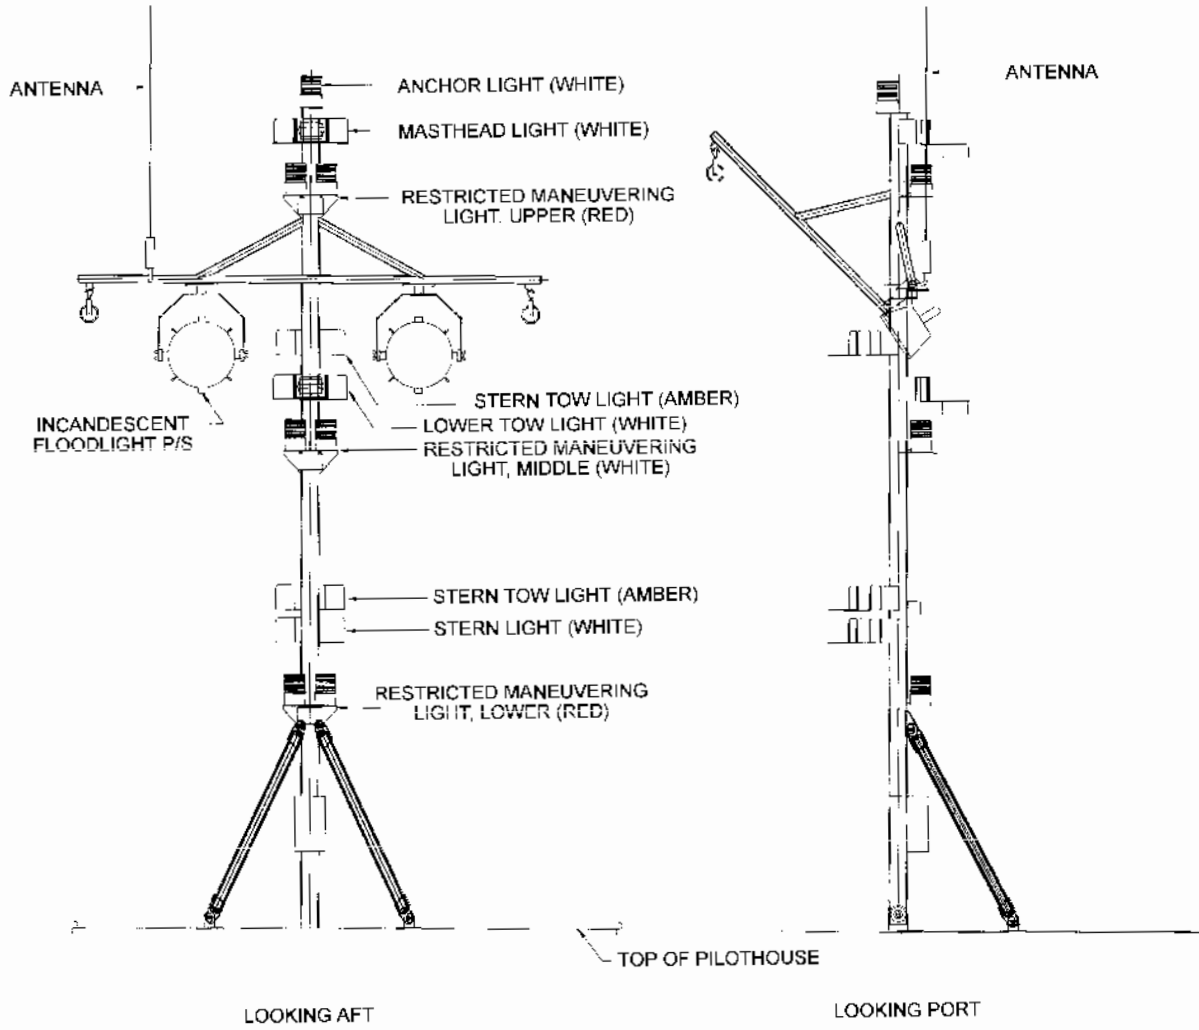 ANTENNA
ANCHOR LIGHT (WHITE)
MASTHEAD LIGHT (WHITE)
RESTRICTED MANEUVERING
LIGHT. UPPER (RED)
INCANDESCENT
FLOODLIGHT P/S
STERN TOW LIGHT (AMBER)
LOWER TOW LIGHT (WHITE)
RESTRICTED MANEUVERING
LIGHT, MIDDLE (WHITE)
STERN TOW LIGHT (AMBER)
STERN LIGHT (WHITE)
RESTRICTED MANEUVERING
LIGHT, LOWER (RED)
TOP OF PILOTHOUSE
LOOKING AFT
ANTENNA
LOOKING PORT